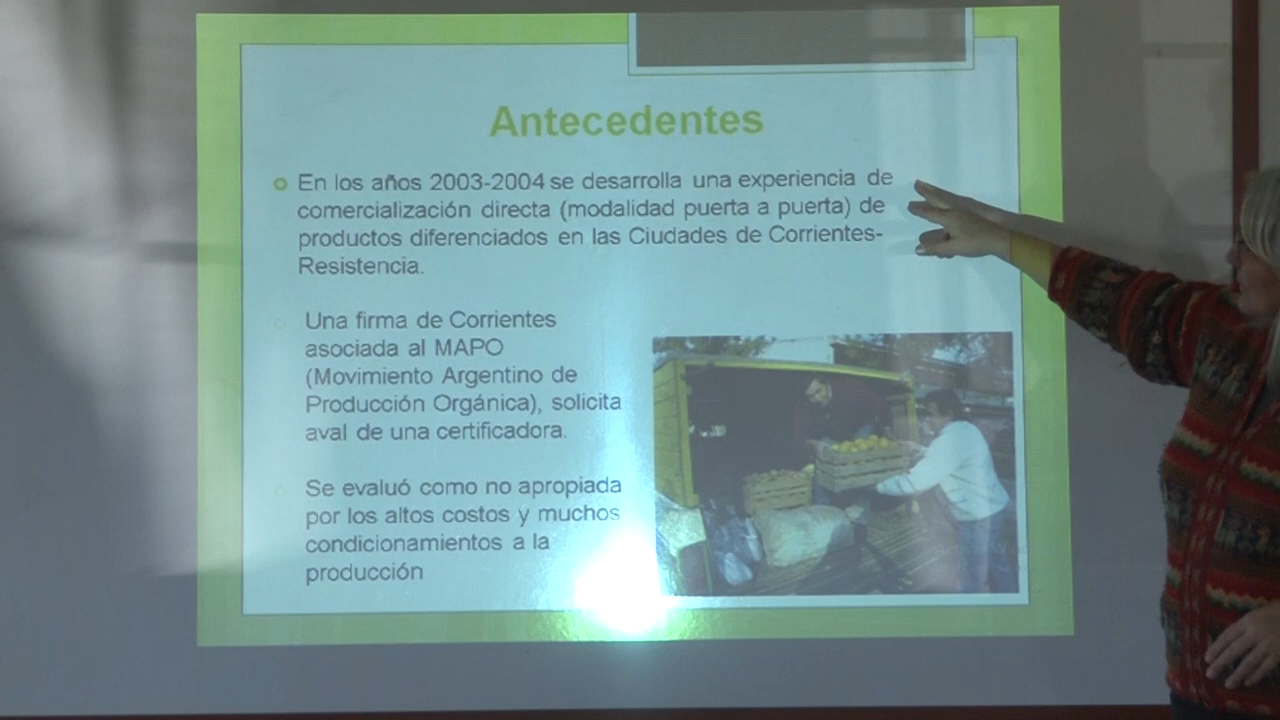 Antecedentes
En los años 2003-2004 se desarrolla una experiencia de
comercialización directa (modalidad puerta a puerta) de
productos diferenciados en las Ciudades de Corrientes-
Resistencia.
Una firma de Corrientes
asociada al MAPO
(Movimiento Argentino de
Producción Orgánica), solicita
aval de una certificadora.
Se evaluó como no apropiada
por los altos costos y muchos
condicionamientos a la
producción